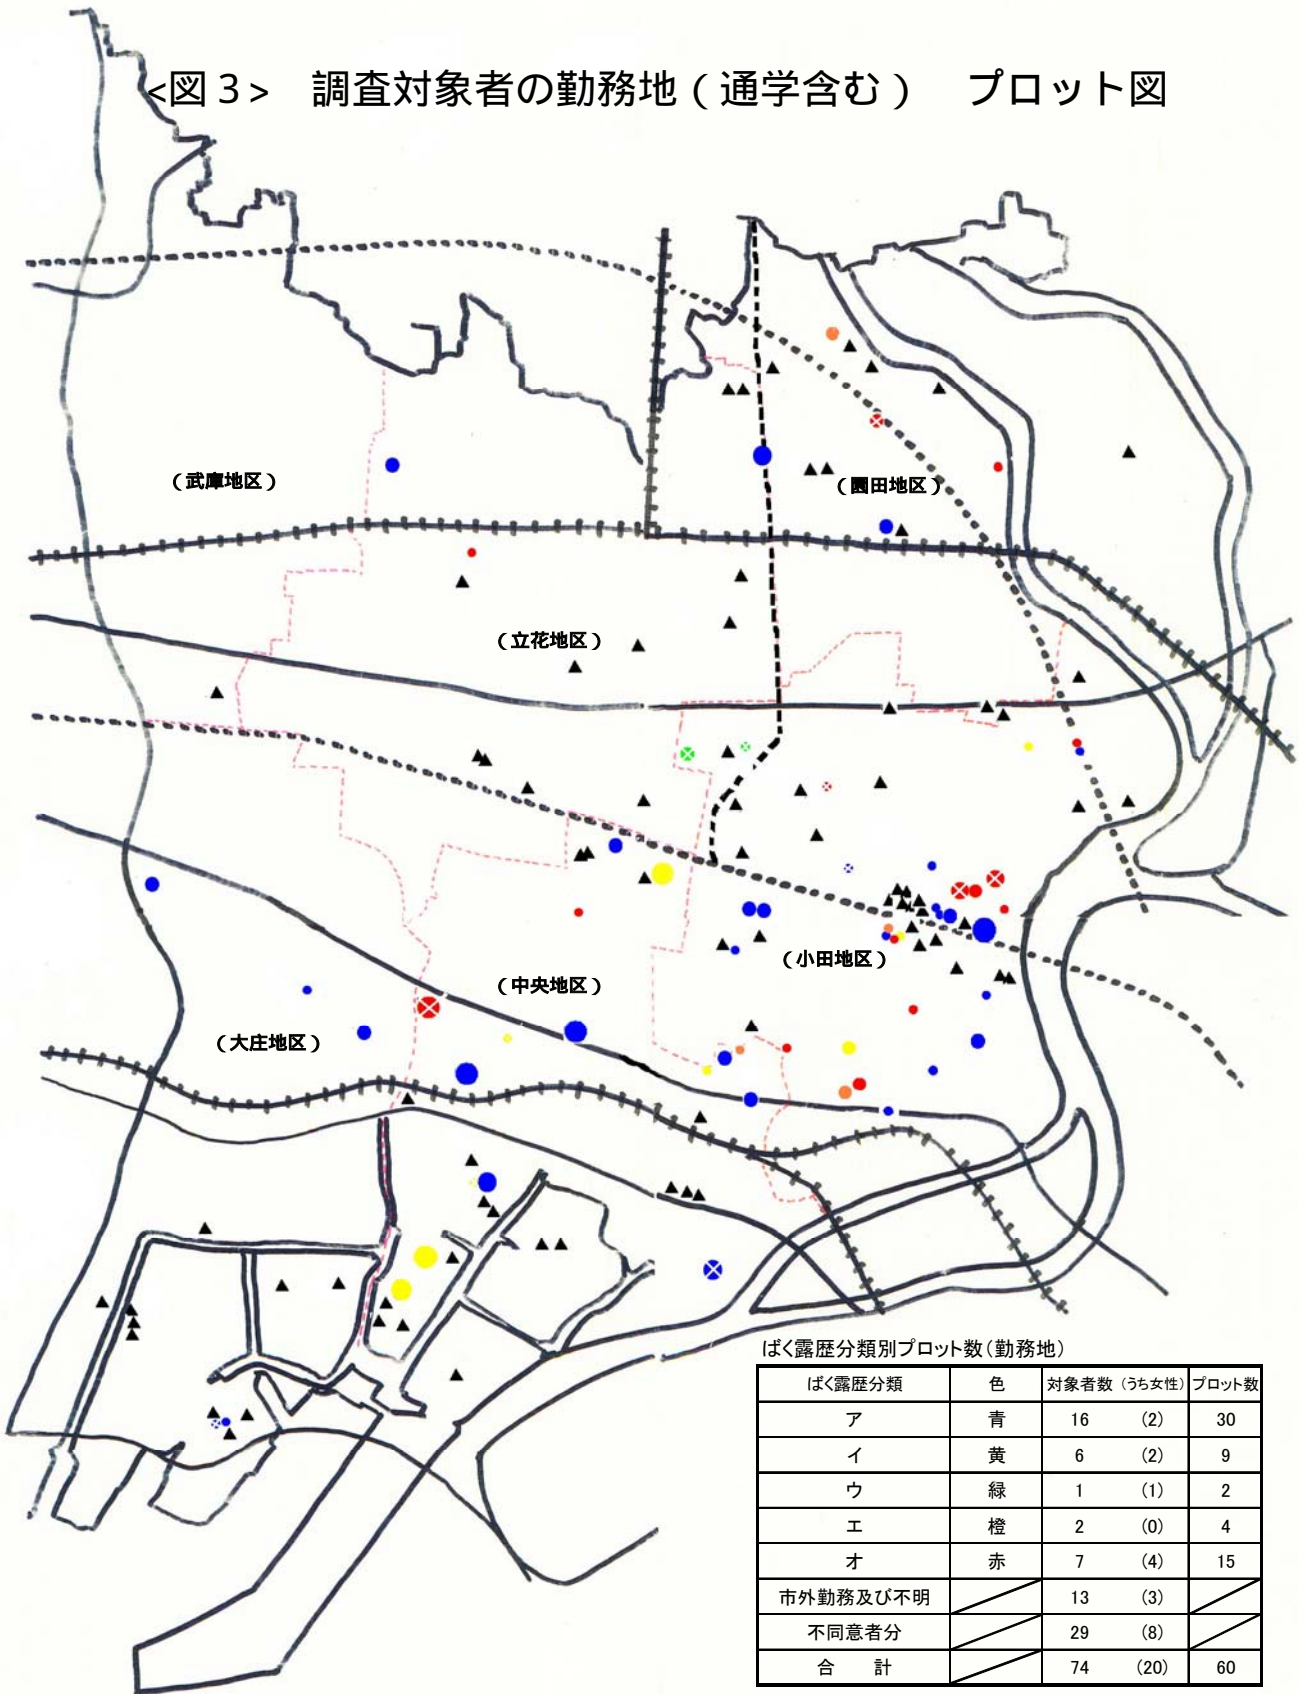 <図３>　調査対象者の勤務地（通学含む）　プロット図
（武庫地区）
（園田地区）
（立花地区）
（小田地区）
（中央地区）
（大庄地区）
ばく露歴分類別プロット数（勤務地）
ばく露歴分類 色 対象者数 （うち女性） プロット数
ア 青 16 (2) 30
イ 黄 6 (2) 9
ウ 緑 1 (1) 2
エ 橙 2 (0) 4
オ 赤 7 (4) 15
市外勤務及び不明 13 (3)
不同意者分 29 (8)
合　計 74 (20) 60